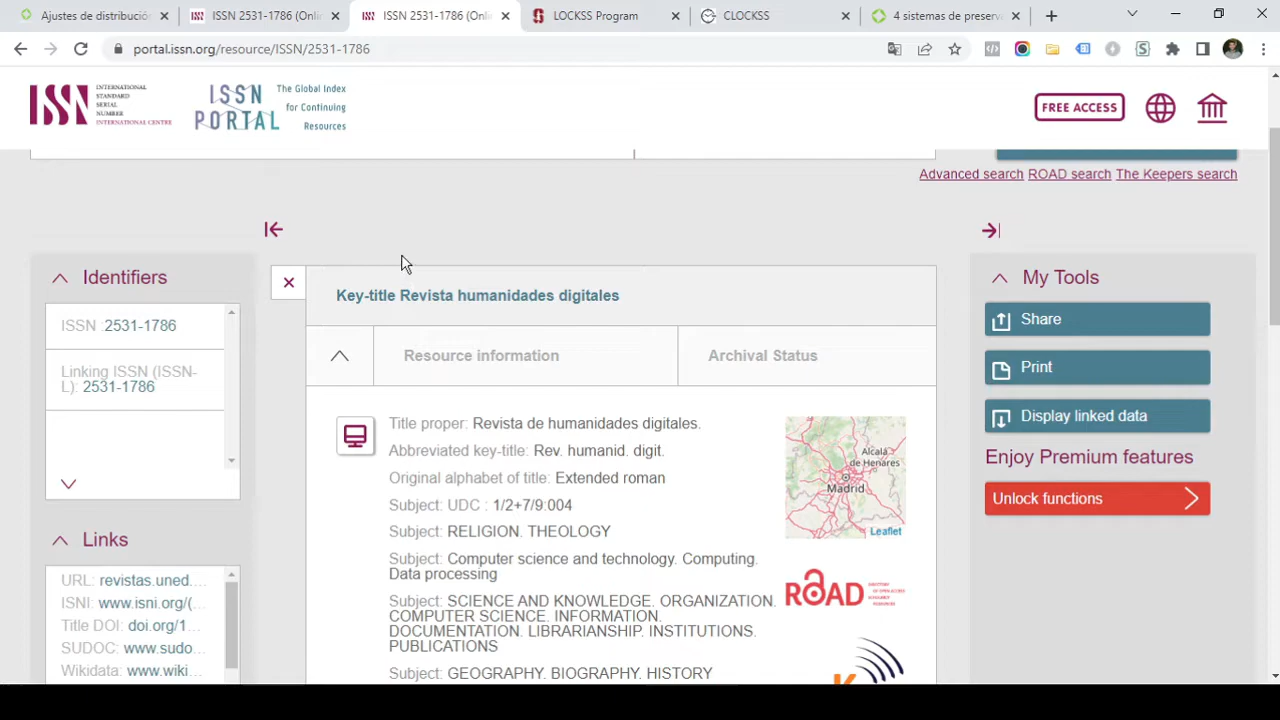 Ajustes de distribución
ISSN 2531-1786 (Onli
ISSN 2531-1786 (Onli
LOCKSS Program
CLOCKSS
4 sistemas de preserv
portal.issn.org/resource/ISSN/2531-1786
ISSN
INTERNATIONAL
STANDARD
SERIAL
NUMBER
INTERNATIONAL CENTRE
ISSN
PORTAL
The Global Index
for Continuing
Resources
FREE ACCESS
Advanced search ROAD search The Keepers search
Identifiers
ISSN :2531-1786
Linking ISSN (ISSN-
L): 2531-1786
Links
URL: revistas.uned....
ISNI: www.isni.org/(...
Title DOI: doi.org/1...
SUDOC: www.sudo...
Wikidata: www.wiki...
Key-title Revista humanidades digitales
Resource information
Archival Status
Title proper: Revista de humanidades digitales.
Abbreviated key-title: Rev. humanid. digit.
Original alphabet of title: Extended roman
Subject: UDC : 1/2+7/9:004
Subject: RELIGION. THEOLOGY
Subject: Computer science and technology. Computing.
Data processing
Subject: SCIENCE AND KNOWLEDGE. ORGANIZATION.
COMPUTER SCIENCE. INFORMATION.
DOCUMENTATION. LIBRARIANSHIP. INSTITUTIONS.
PUBLICATIONS
Subject: GEOGRAPHY. BIOGRAPHY. HISTORY
Alcalá
de Henares
Madrid
Leaflet
ROAD
DIRECTORY
OF OPEN ACCESS
SCHOLARLY
RESOURCES
K
My Tools
Share
Print
Display linked data
Enjoy Premium features
Unlock functions